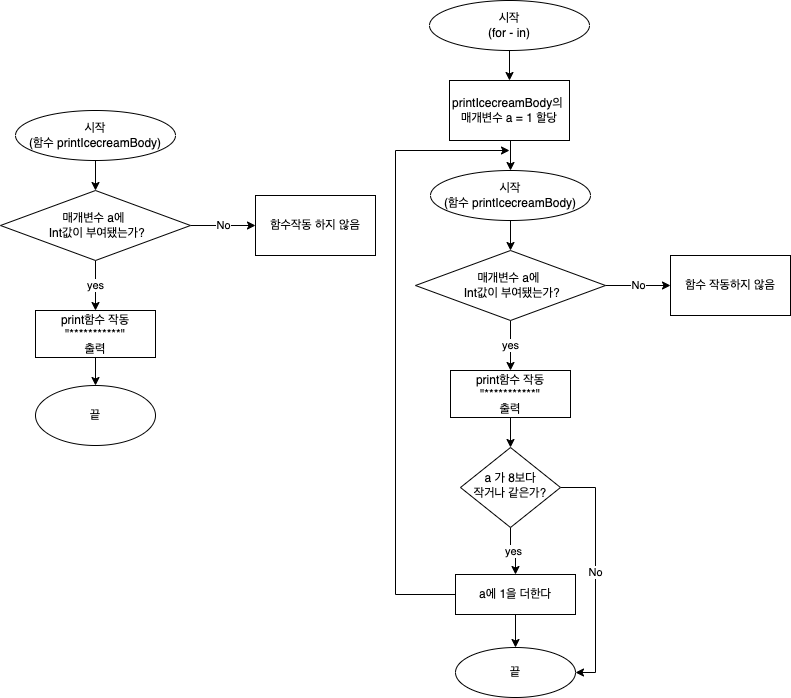 시작
(함수 printIcecreamBody)
매개변수 a에
Int값이 부여됐는가?
No
함수작동 하지 않음
yes
print함수 작동
"***********"
출력
끝
시작
(for - in)
printIcecreamBody의
매개변수 a = 1 할당
시작
(함수 printIcecreamBody)
매개변수 a에
Int값이 부여됐는가?
No
함수 작동하지 않음
yes
print함수 작동
"***********"
출력
a 가 8보다
작거나 같은가?
yes
No
a에 1을 더한다
끝